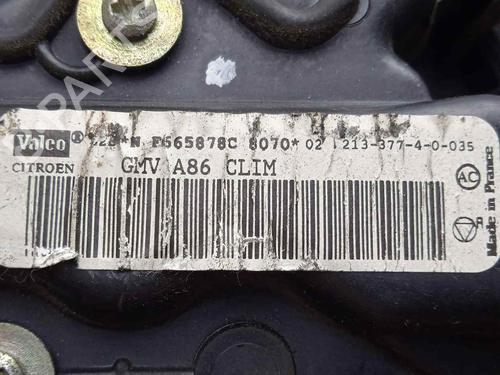 Valeo ® *N F665878C 8070* 02 213-377-4-0-035
CITROEN GMV A86 CLIM
AC
Made in France